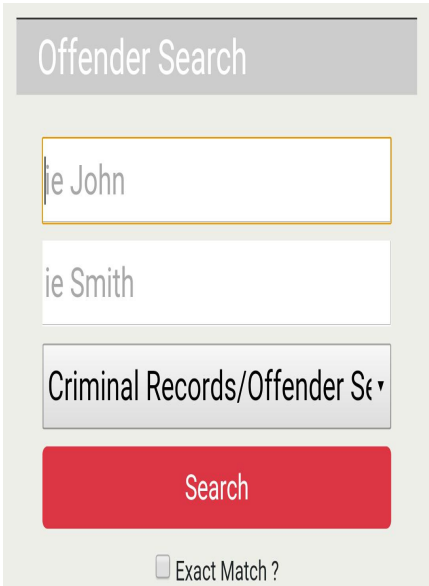 Offender Search
ie John
ie Smith
Criminal Records/Offender Se
Search
Exact Match ?